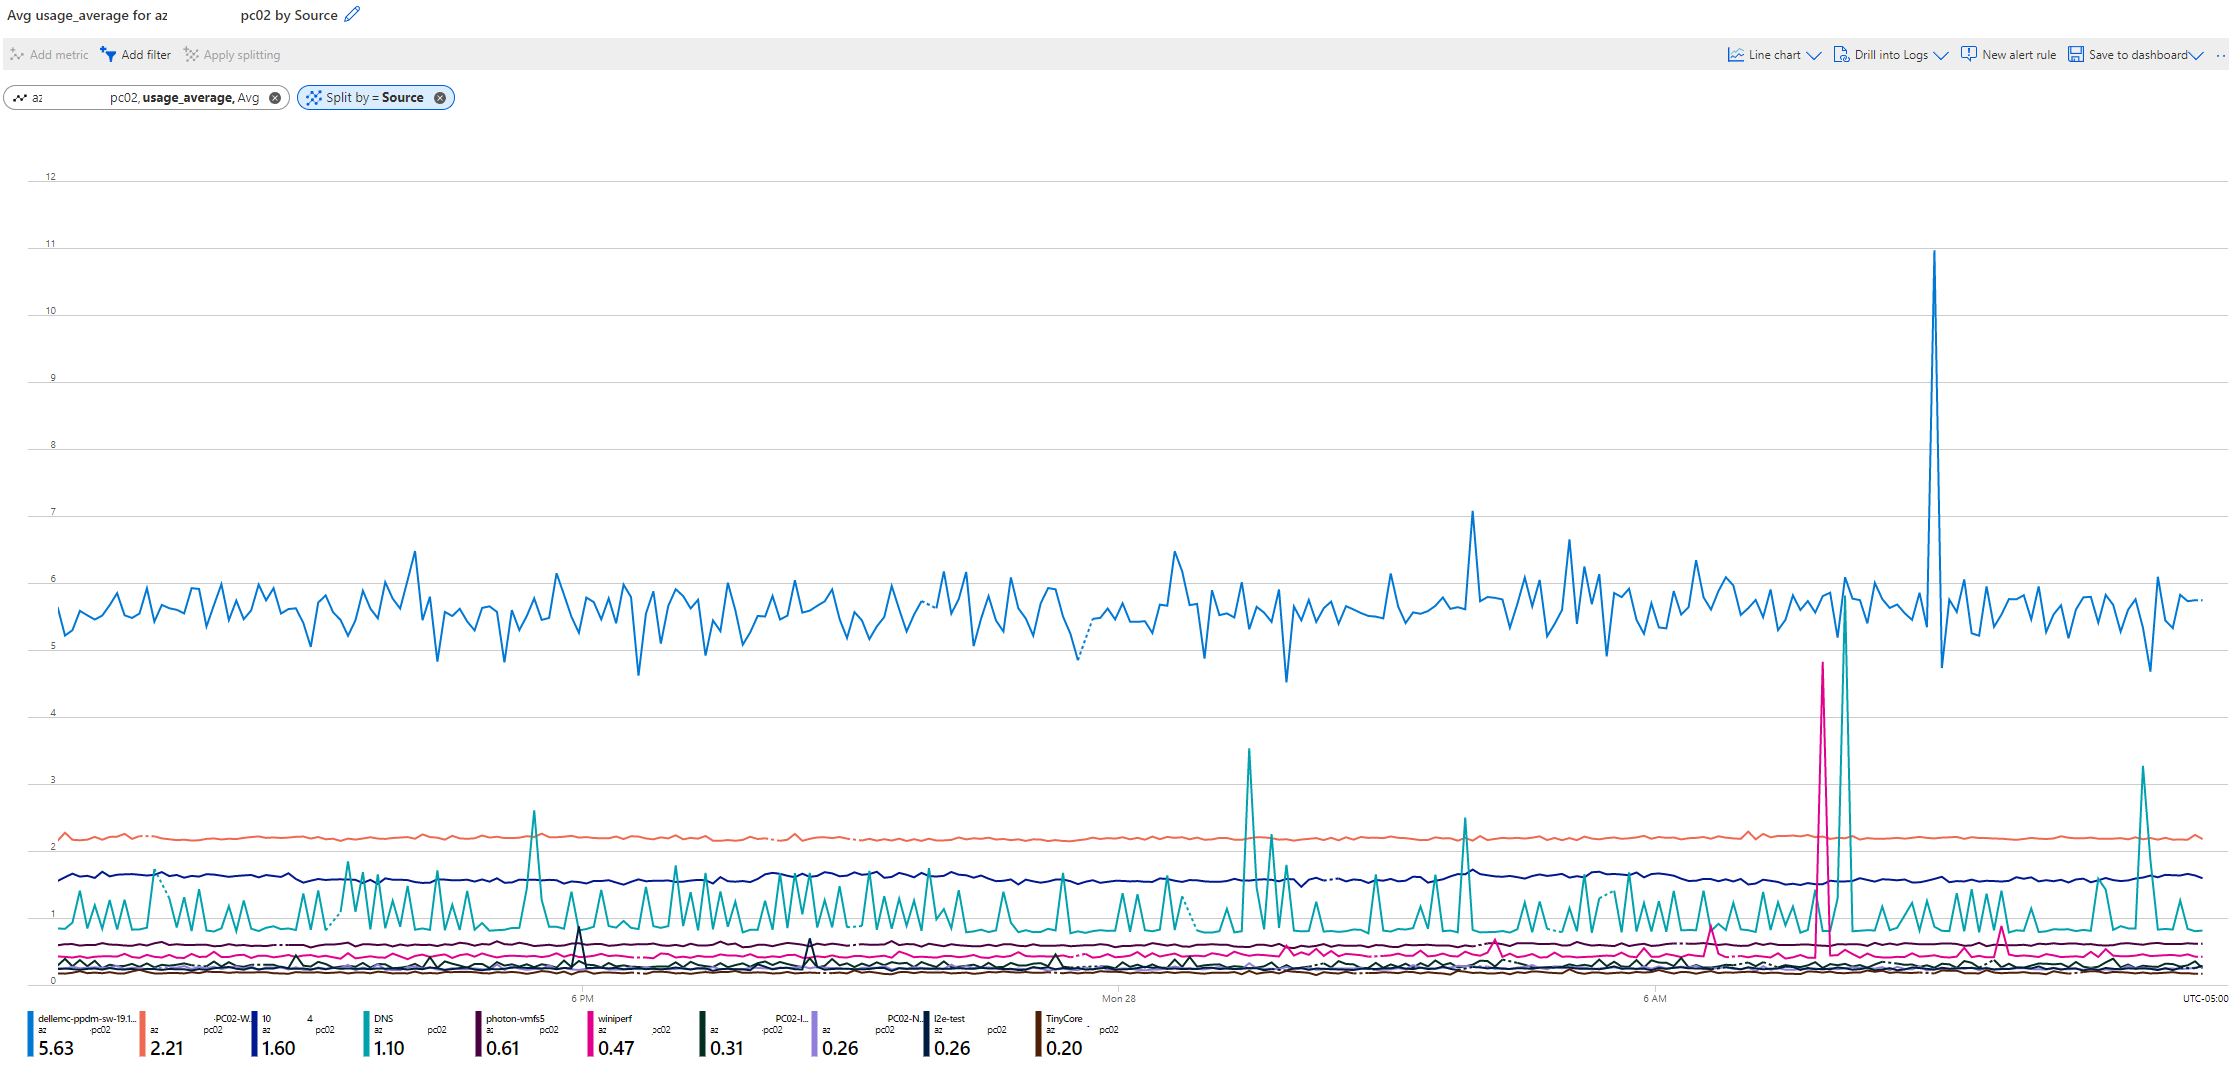 Avg usage_average for az pc02 by Source
Add metric Add filter Apply splitting Line chart Drill into Logs New alert rule Save to dashboard ...
az pc02, usage_average, Avg Split by = Source
12
11
10
9
8
7
6
5
4
3
2
1
0
6 PM Mon 28 6 AM UTC-05:00
dellemc-ppdm-sw-19.1... PC02-W... 10 4 DNS photon-vmfs5 winiperf PC02-I... PC02-N... l2e-test TinyCore
az pc02 az pc02 az pc02 az pc02 az pc02 az pc02 az pc02 az pc02 az pc02 az pc02
5.63 2.21 1.60 1.10 0.61 0.47 0.31 0.26 0.26 0.20